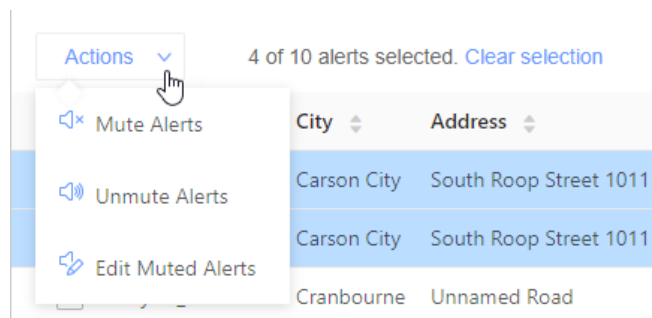 Actions
4 of 10 alerts selected. Clear selection
Mute Alerts
Unmute Alerts
Edit Muted Alerts
City
Address
Carson City
South Roop Street 1011
Carson City
South Roop Street 1011
Cranbourne
Unnamed Road